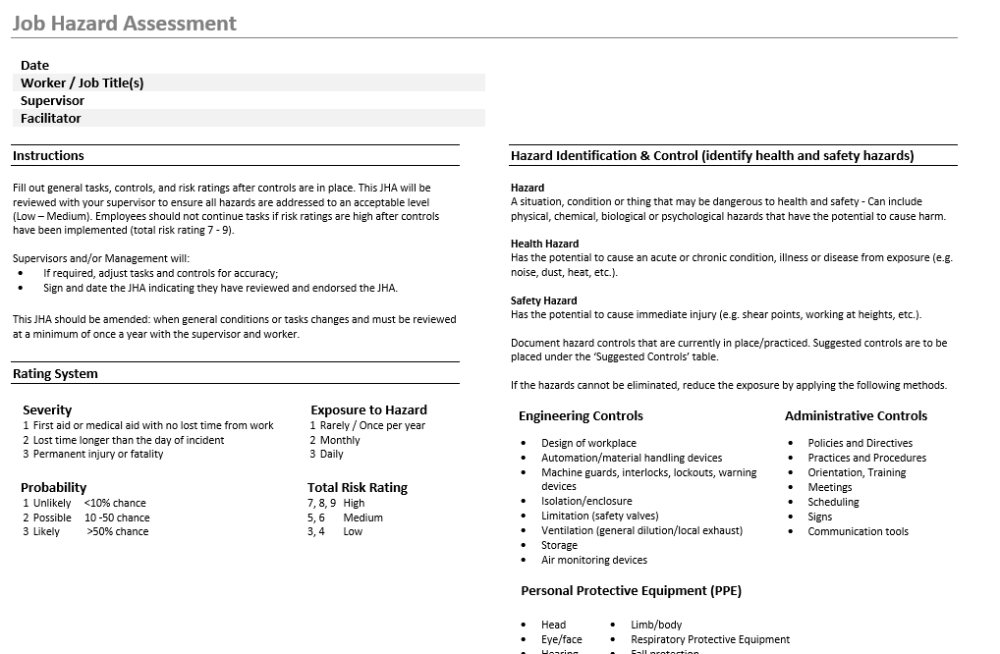 Job Hazard Assessment
Date
Worker / Job Title(s)
Supervisor
Facilitator
Instructions
Fill out general tasks, controls, and risk ratings after controls are in place. This JHA will be
reviewed with your supervisor to ensure all hazards are addressed to an acceptable level
(Low – Medium). Employees should not continue tasks if risk ratings are high after controls
have been implemented (total risk rating 7 - 9).
Supervisors and/or Management will:
• If required, adjust tasks and controls for accuracy;
• Sign and date the JHA indicating they have reviewed and endorsed the JHA.
This JHA should be amended: when general conditions or tasks changes and must be reviewed
at a minimum of once a year with the supervisor and worker.
Rating System
Severity
1 First aid or medical aid with no lost time from work
2 Lost time longer than the day of incident
3 Permanent injury or fatality
Exposure to Hazard
1 Rarely / Once per year
2 Monthly
3 Daily
Probability
1 Unlikely <10% chance
2 Possible 10 -50 chance
3 Likely >50% chance
Total Risk Rating
7, 8, 9 High
5, 6 Medium
3, 4 Low
Hazard Identification & Control (identify health and safety hazards)
Hazard
A situation, condition or thing that may be dangerous to health and safety - Can include
physical, chemical, biological or psychological hazards that have the potential to cause harm.
Health Hazard
Has the potential to cause an acute or chronic condition, illness or disease from exposure (e.g.
noise, dust, heat, etc.).
Safety Hazard
Has the potential to cause immediate injury (e.g. shear points, working at heights, etc.).
Document hazard controls that are currently in place/practiced. Suggested controls are to be
placed under the ‘Suggested Controls’ table.
If the hazards cannot be eliminated, reduce the exposure by applying the following methods.
Engineering Controls
• Design of workplace
• Automation/material handling devices
• Machine guards, interlocks, lockouts, warning
devices
• Isolation/enclosure
• Limitation (safety valves)
• Ventilation (general dilution/local exhaust)
• Storage
• Air monitoring devices
Administrative Controls
• Policies and Directives
• Practices and Procedures
• Orientation, Training
• Meetings
• Scheduling
• Signs
• Communication tools
Personal Protective Equipment (PPE)
• Head
• Eye/face
• Hearing
• Limb/body
• Respiratory Protective Equipment
• Fall protection